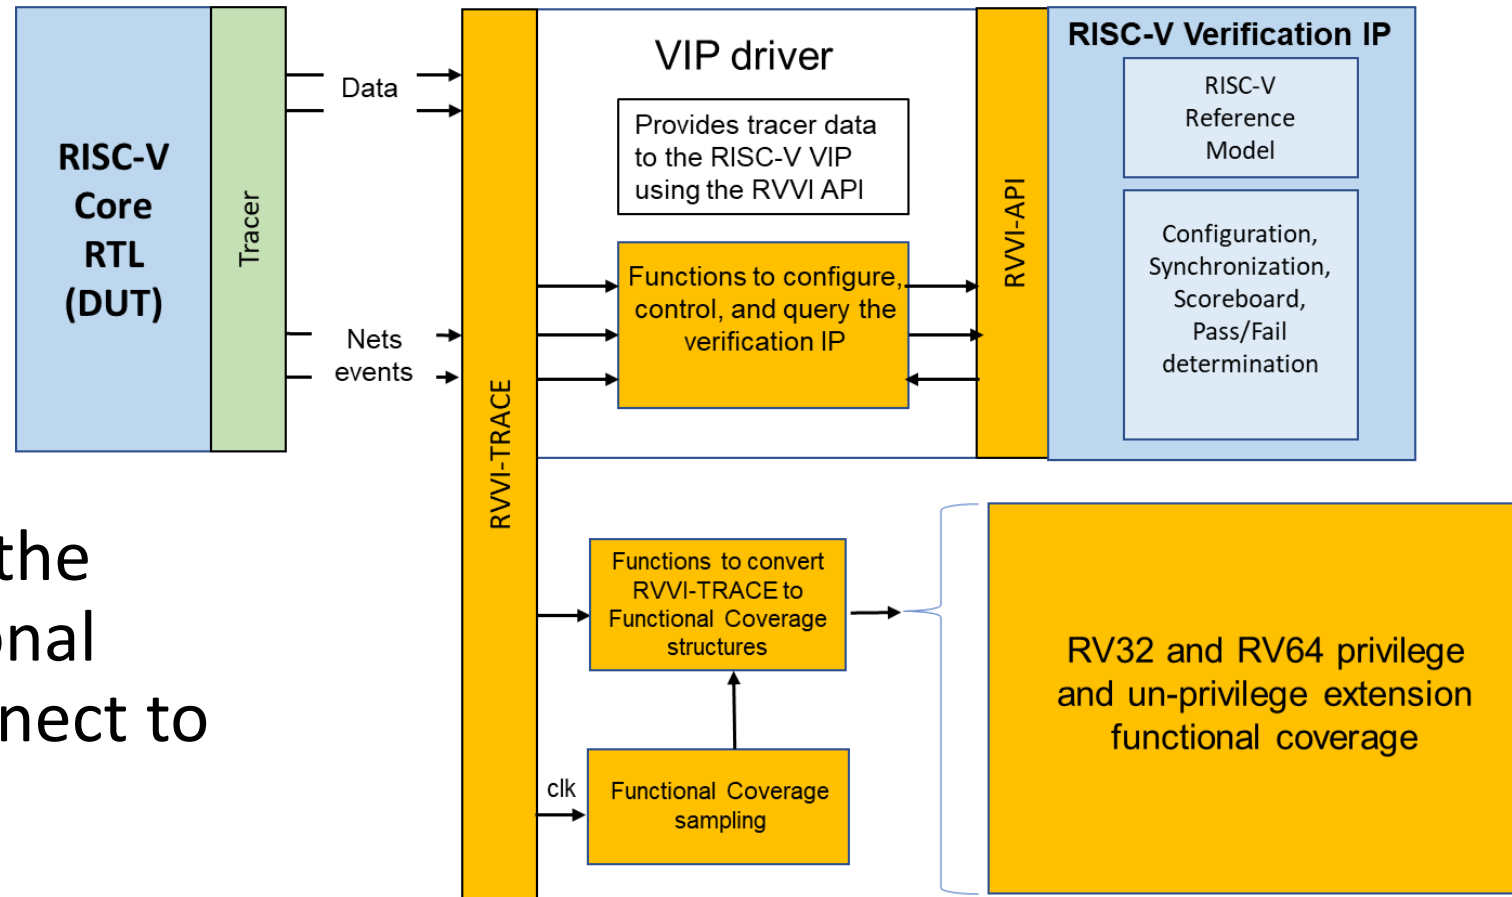 RISC-V
Core
RTL
(DUT)
Tracer
Data
Nets
events
RVVI-TRACE
VIP driver
Provides tracer data
to the RISC-V VIP
using the RVVI API
Functions to configure,
control, and query the
verification IP
RVVI-API
RISC-V Verification IP
RISC-V
Reference
Model
Configuration,
Synchronization,
Scoreboard,
Pass/Fail
determination
the
onal
nect to
Functions to convert
RVVI-TRACE to
Functional Coverage
structures
clk
Functional Coverage
sampling
RV32 and RV64 privilege
and un-privilege extension
functional coverage